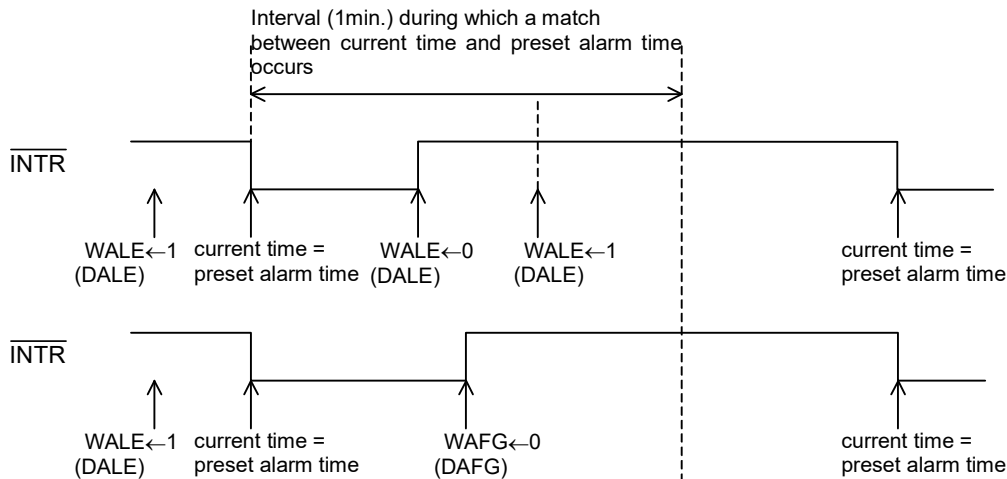 Interval (1min.) during which a match
between current time and preset alarm time
occurs
INTR
WALE←1
(DALE)
current time =
preset alarm time
WALE←0
(DALE)
WALE←1
(DALE)
current time =
preset alarm time
INTR
WALE←1
(DALE)
current time =
preset alarm time
WAFG←0
(DAFG)
current time =
preset alarm time